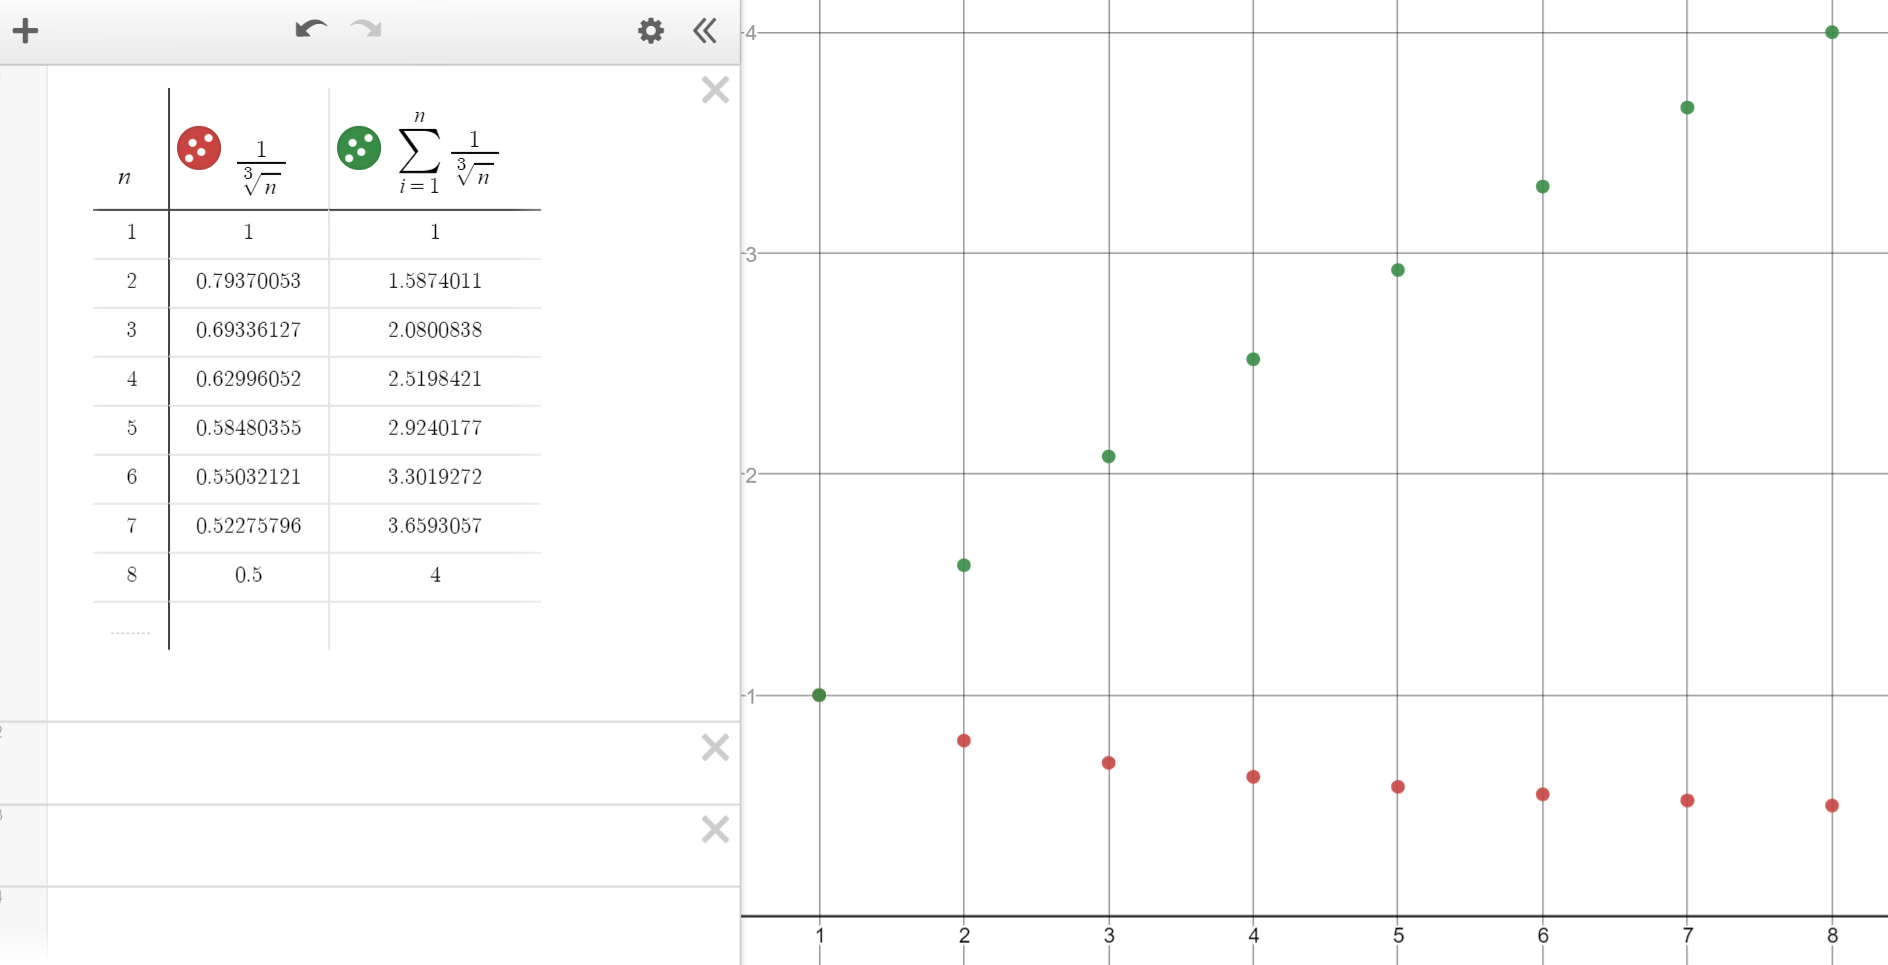 n 1/∛n ∑ n i = 1 1/∛n
1 1 1
2 0.79370053 1.5874011
3 0.69336127 2.0800838
4 0.62996052 2.5198421
5 0.58480355 2.9240177
6 0.55032121 3.3019272
7 0.52275796 3.6593057
8 0.5 4
4
3
2
1
1 2 3 4 5 6 7 8